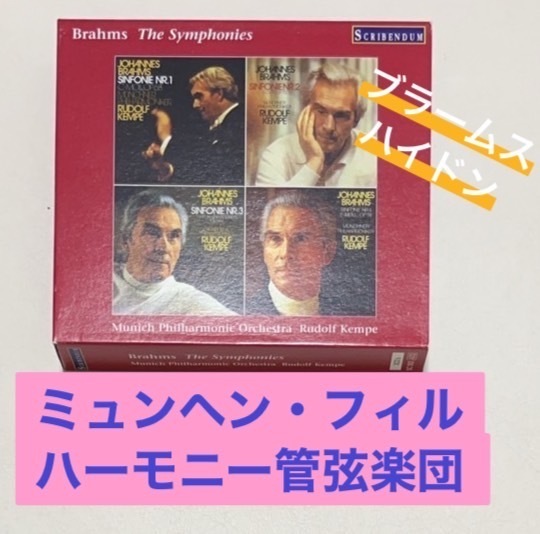 Brahms The Symphonies
SCRIBENDUM
JOHANNES
BRAHMS
SINFONIE NR.1
RUDOLF
KEMPE
JOHANNES
BRAHMS
SINFONIE NR.2
RUDOLF
KEMPE
ブラームス
ハイドン
JOHANNES
BRAHMS
SINFONIE NR.3
RUDOLF
KEMPE
JOHANNES
BRAHMS
RUDOLF
KEMPE
Munich Philharmonic Orchestra Rudolf Kempe
Brahms The Symphonies
Munich Philharmonic Orchestra Rudolf Kempe
ミュンヘン・フィル
ハーモニー管弦楽団